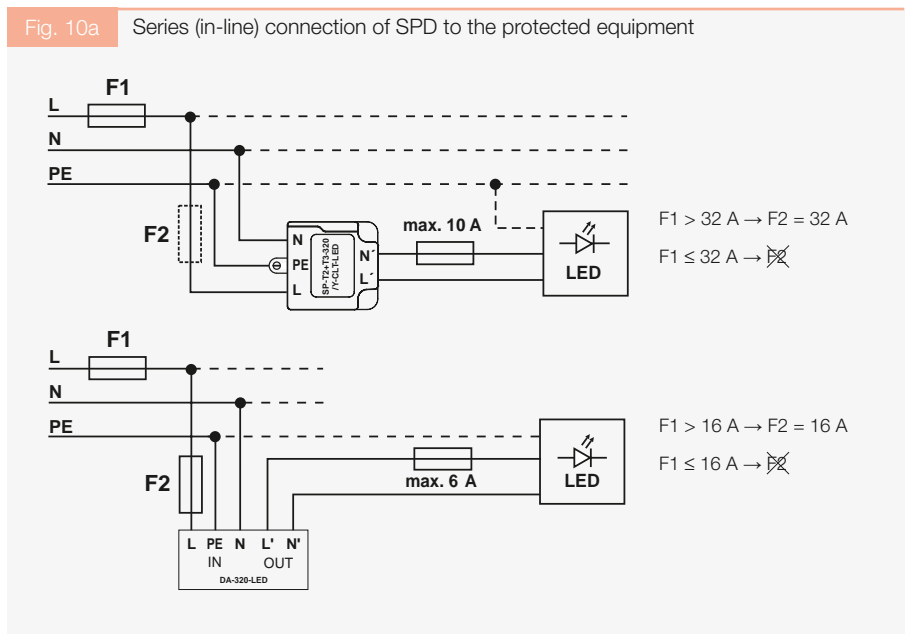 Fig. 10a Series (in-line) connection of SPD to the protected equipment
F1
L
N
PE
F2
N
PE
L
SP-T2+T3-320
/Y-CLT-LED
N´
L´
max. 10 A
LED
F1 > 32 A → F2 = 32 A
F1 ≤ 32 A → F2
F1
L
N
PE
F2
max. 6 A
LED
L PE N L' N'
IN OUT
DA-320-LED
F1 > 16 A → F2 = 16 A
F1 ≤ 16 A → F2